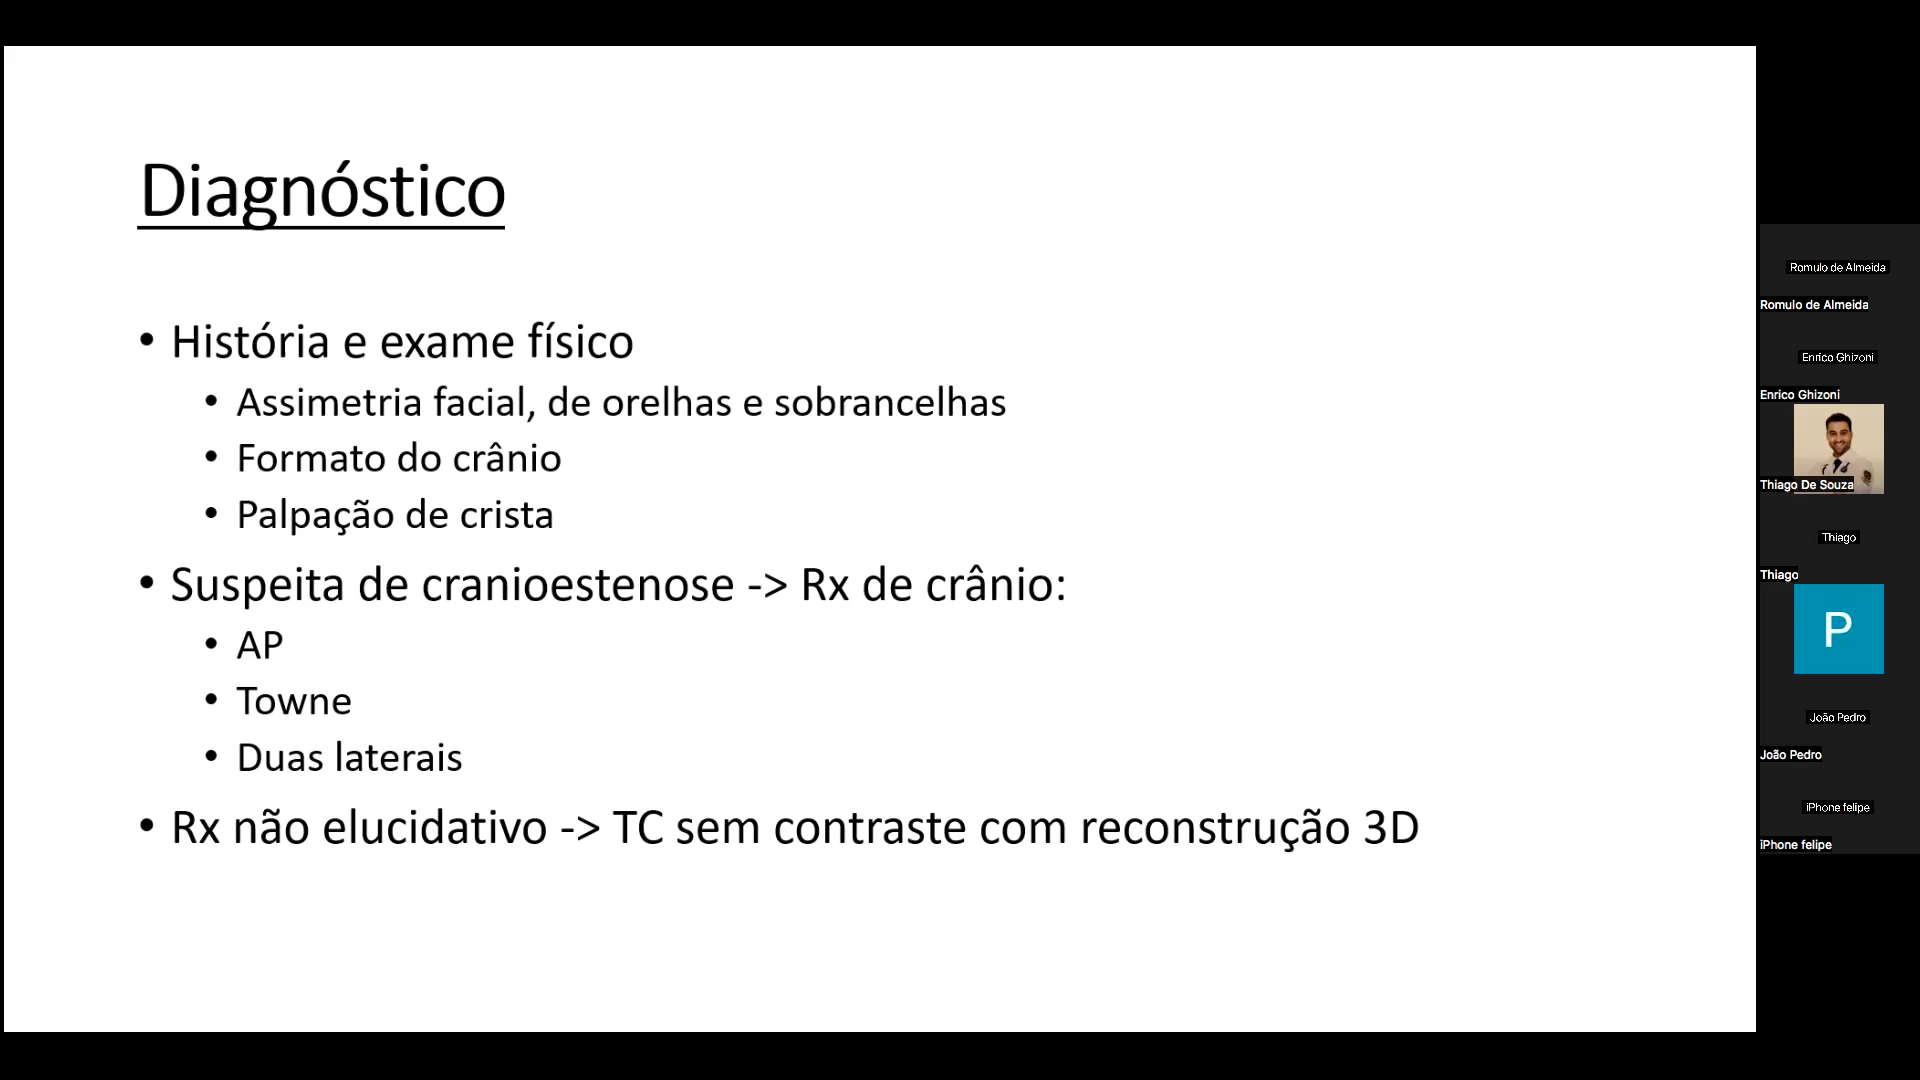 Diagnóstico
• História e exame físico
• Assimetria facial, de orelhas e sobrancelhas
• Formato do crânio
• Palpação de crista
• Suspeita de cranioestenose -> Rx de crânio:
• AP
• Towne
• Duas laterais
• Rx não elucidativo -> TC sem contraste com reconstrução 3D
Romulo de Almeida
Romulo de Almeida
Enrico Ghizoni
Enrico Ghizoni
Thiago De Souza
Thiago
Thiago
P
João Pedro
João Pedro
iPhone felipe
iPhone felipe